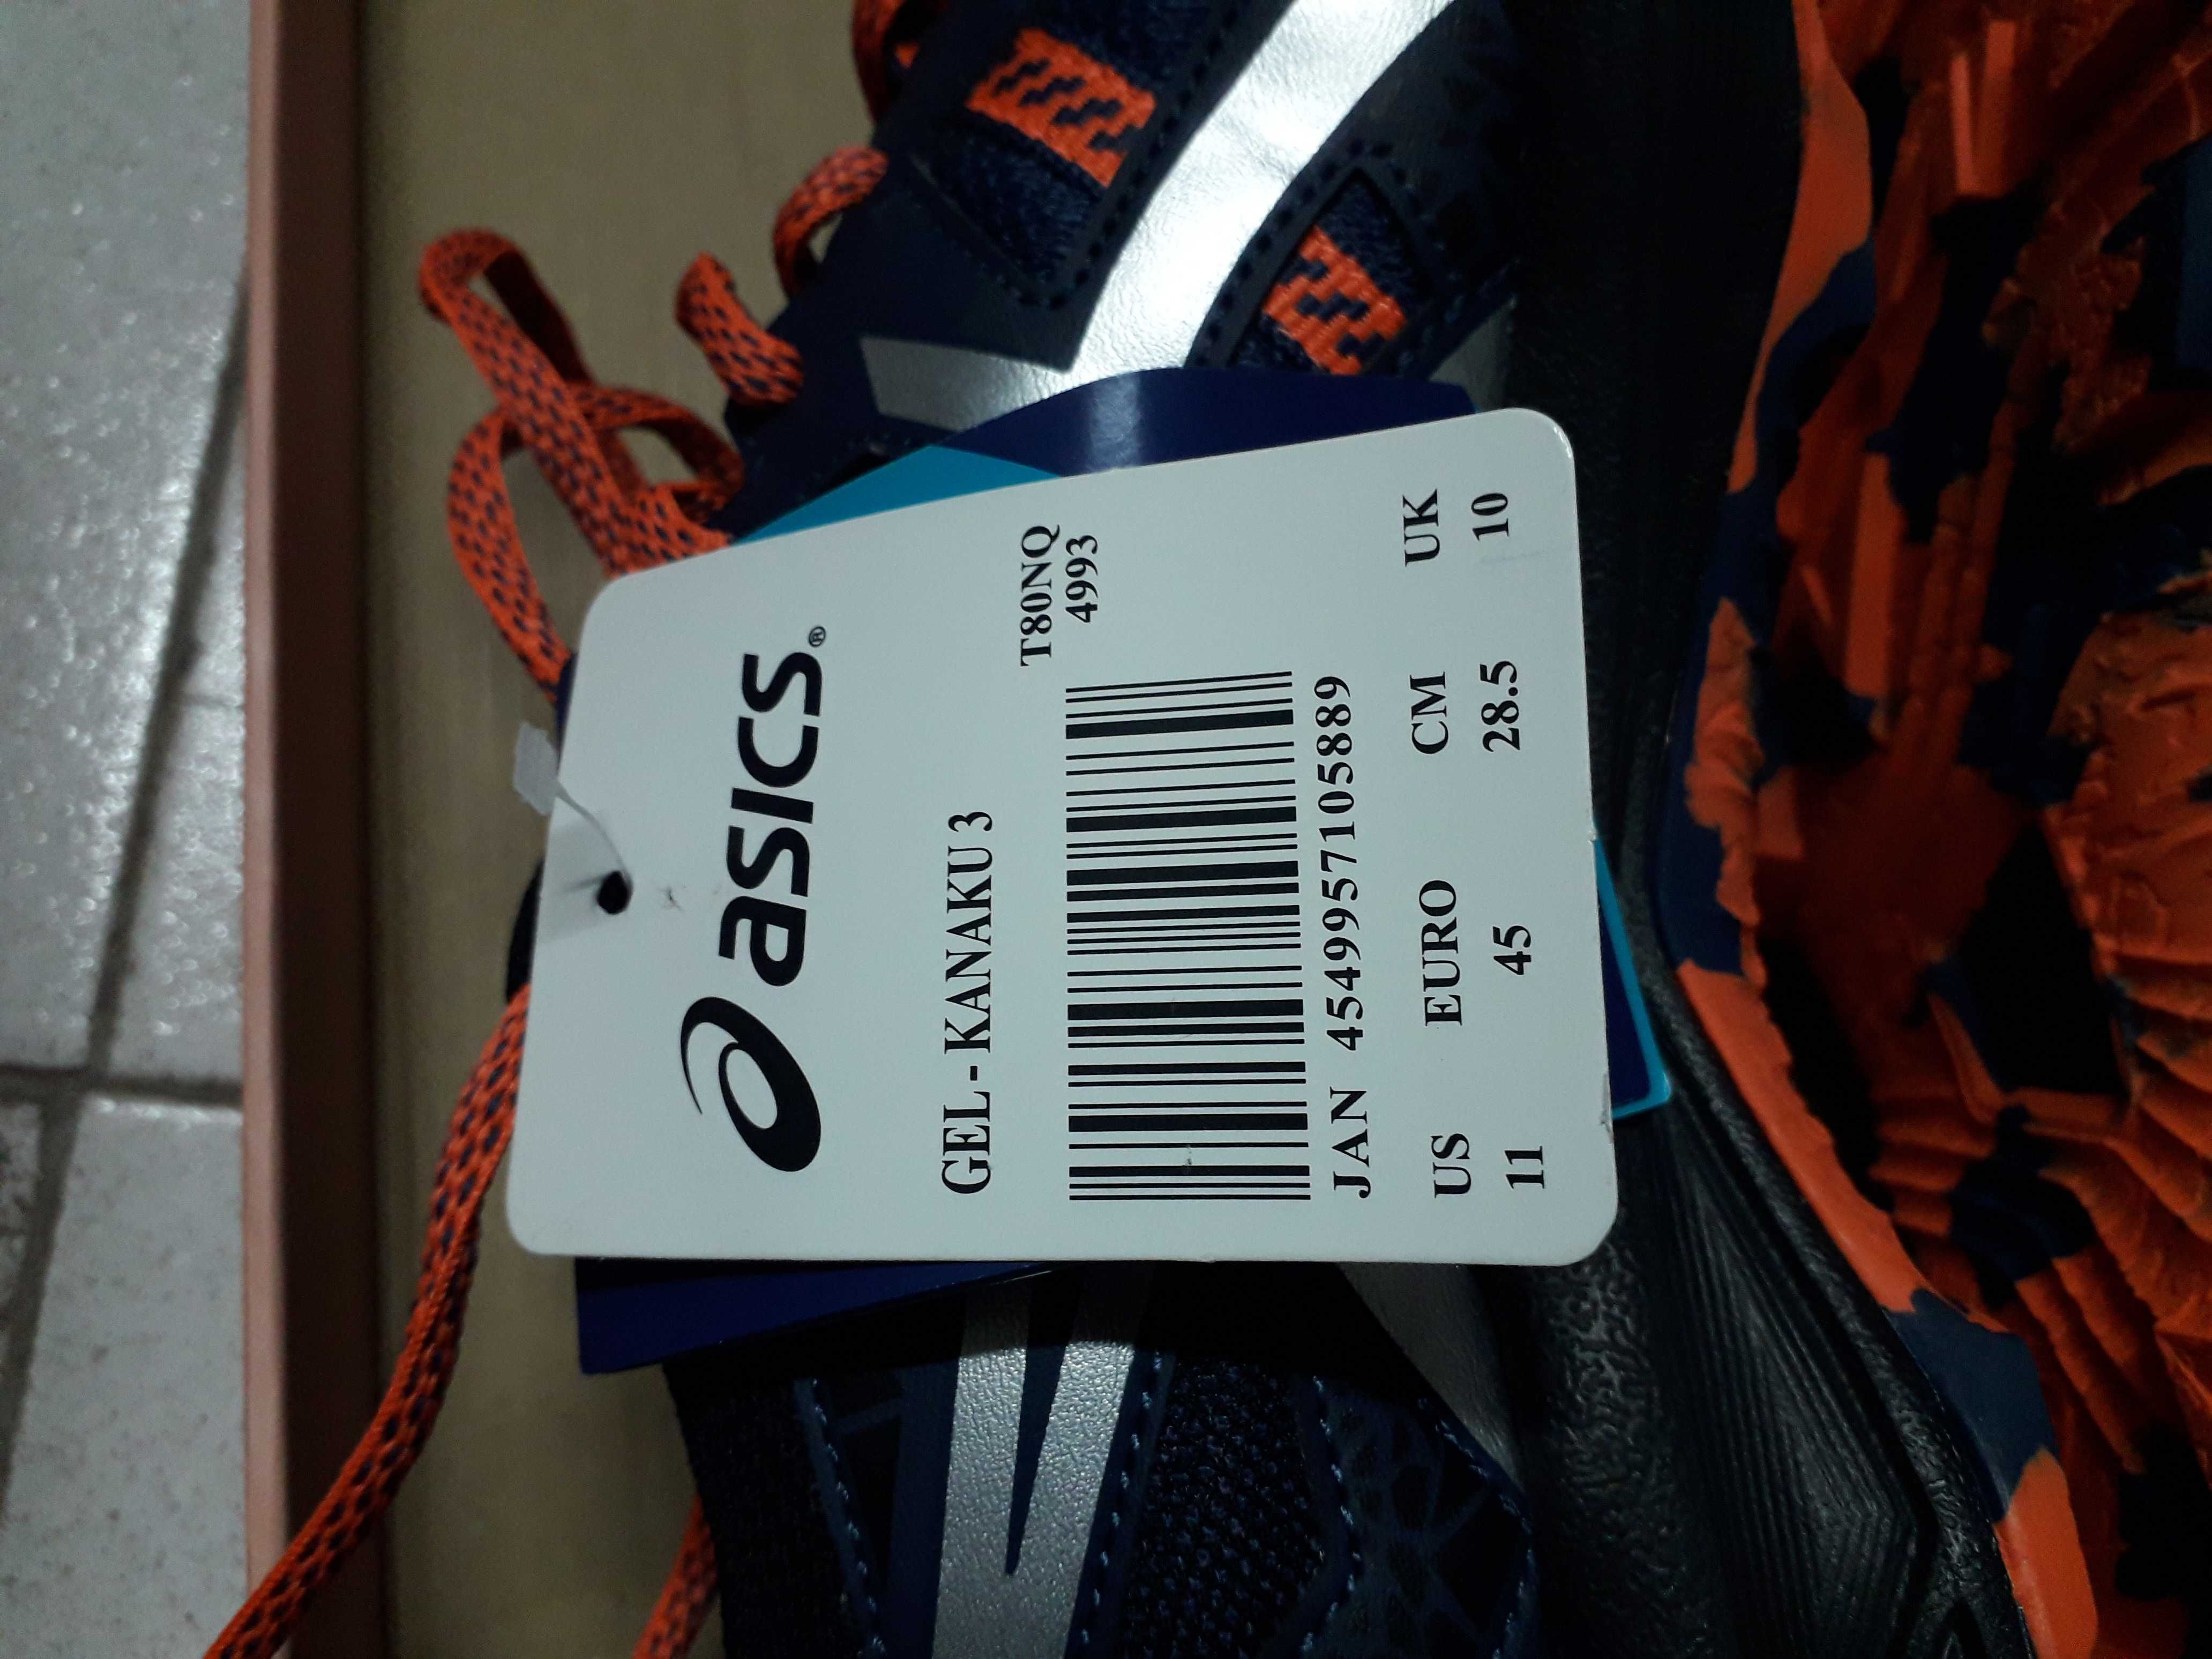 asics®
GEL-KANAKU 3
T80NQ
4993
JAN 4549957105889
US EURO CM UK
11 45 28.5 10